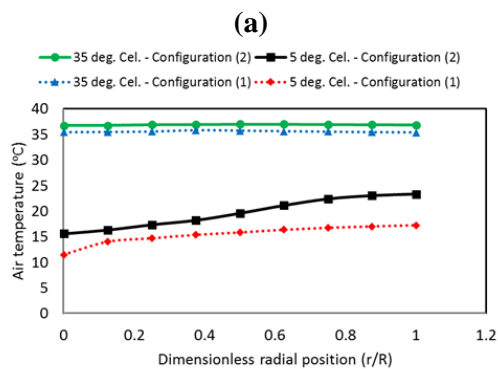 (a)
35 deg. Cel. - Configuration (2) 5 deg. Cel. - Configuration (2)
35 deg. Cel. - Configuration (1) 5 deg. Cel. - Configuration (1)
40
35
30
25
20
15
10
5
0
Air temperature (°C)
0 0.2 0.4 0.6 0.8 1 1.2
Dimensionless radial position (r/R)